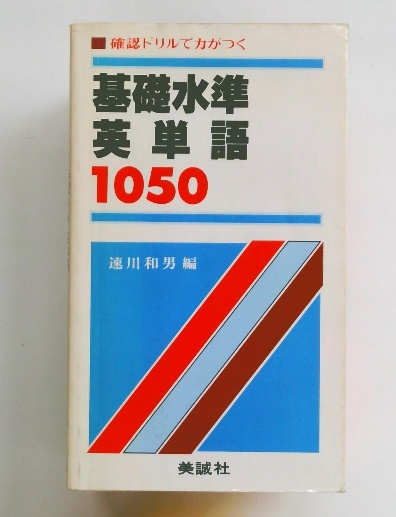 ■確認ドリルで力がつく
基礎水準
英単語
1050
速川和男編
美誠社